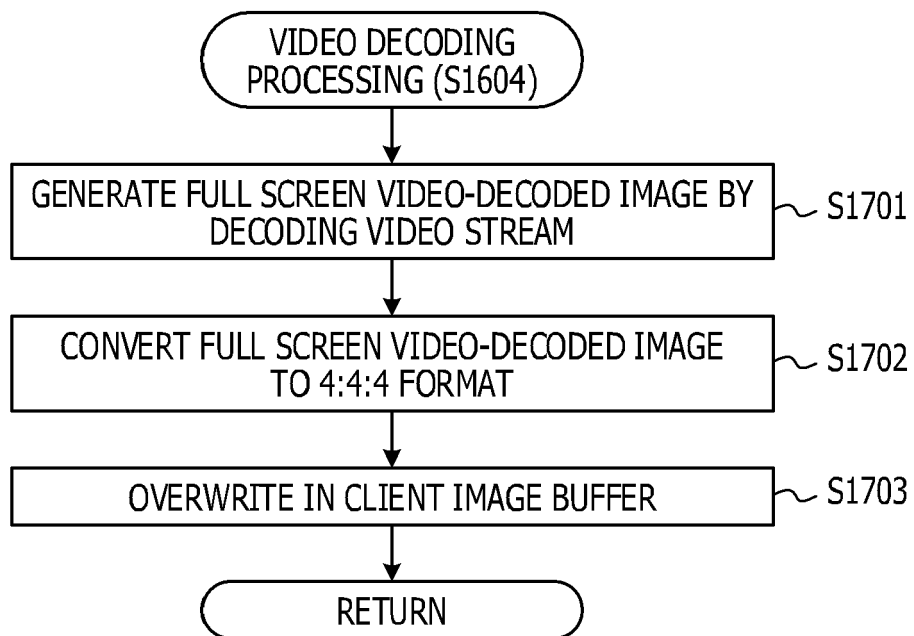 VIDEO DECODING
PROCESSING (S1604)
GENERATE FULL SCREEN VIDEO-DECODED IMAGE BY
DECODING VIDEO STREAM
S1701
CONVERT FULL SCREEN VIDEO-DECODED IMAGE
TO 4:4:4 FORMAT
S1702
OVERWRITE IN CLIENT IMAGE BUFFER
S1703
RETURN